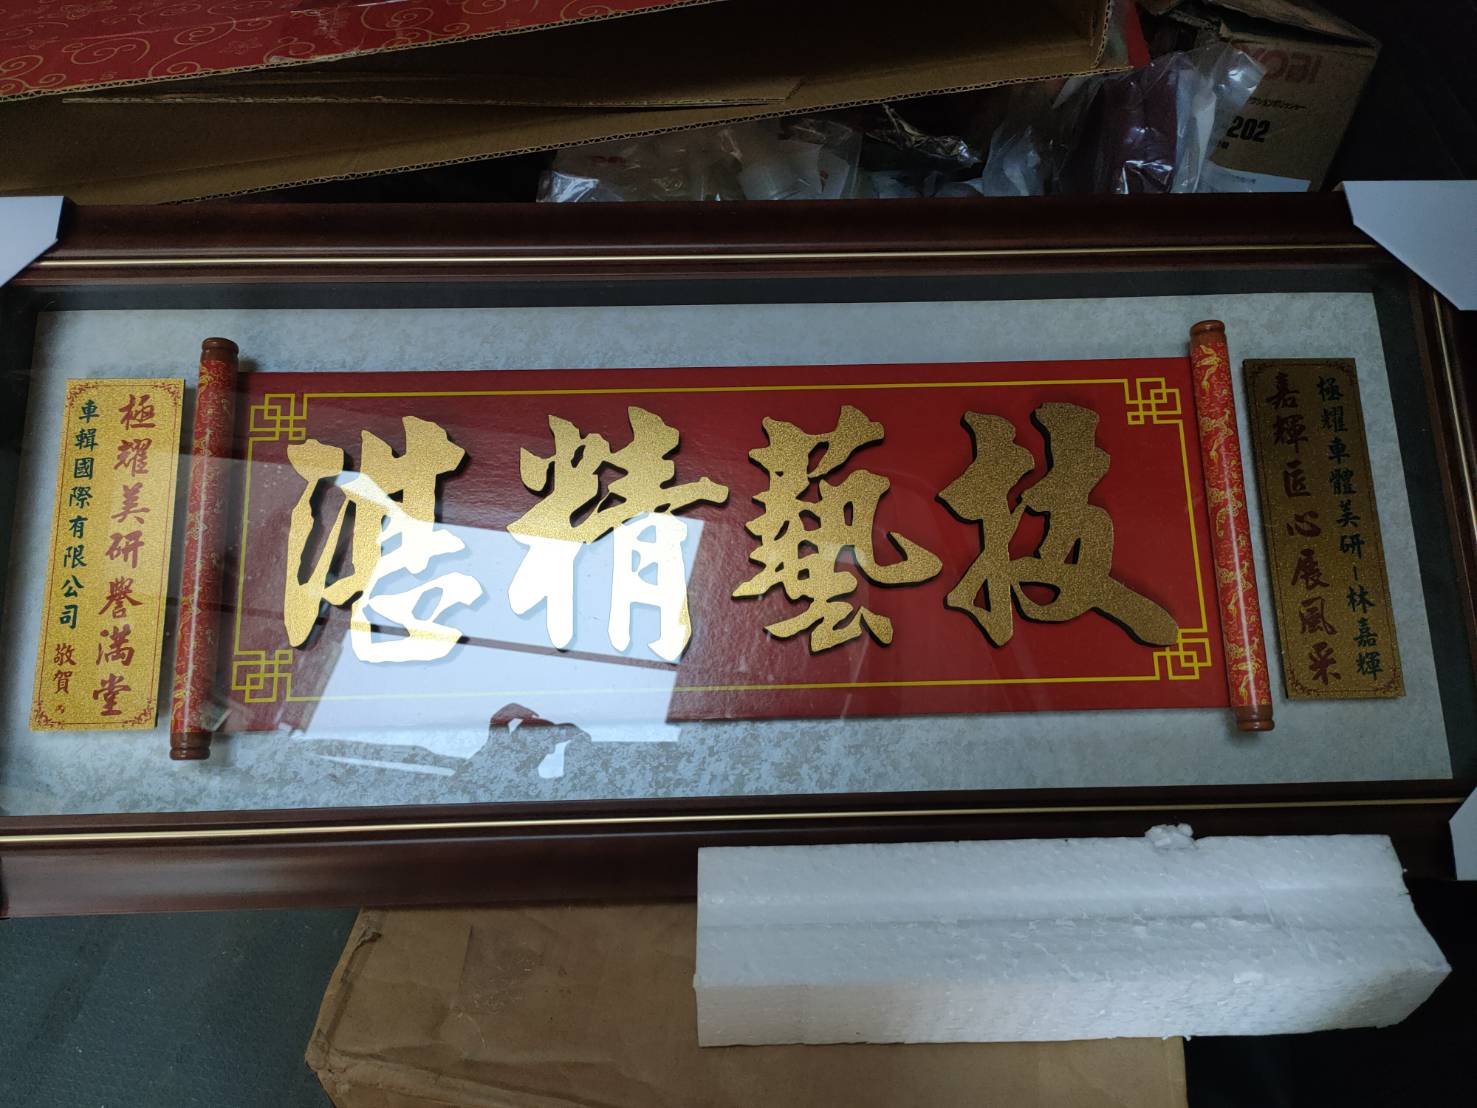 202
極耀車體美研-林嘉輝
嘉輝匠心展風采
技藝精湛
極耀美研譽滿堂
車輯國際有限公司 敬賀